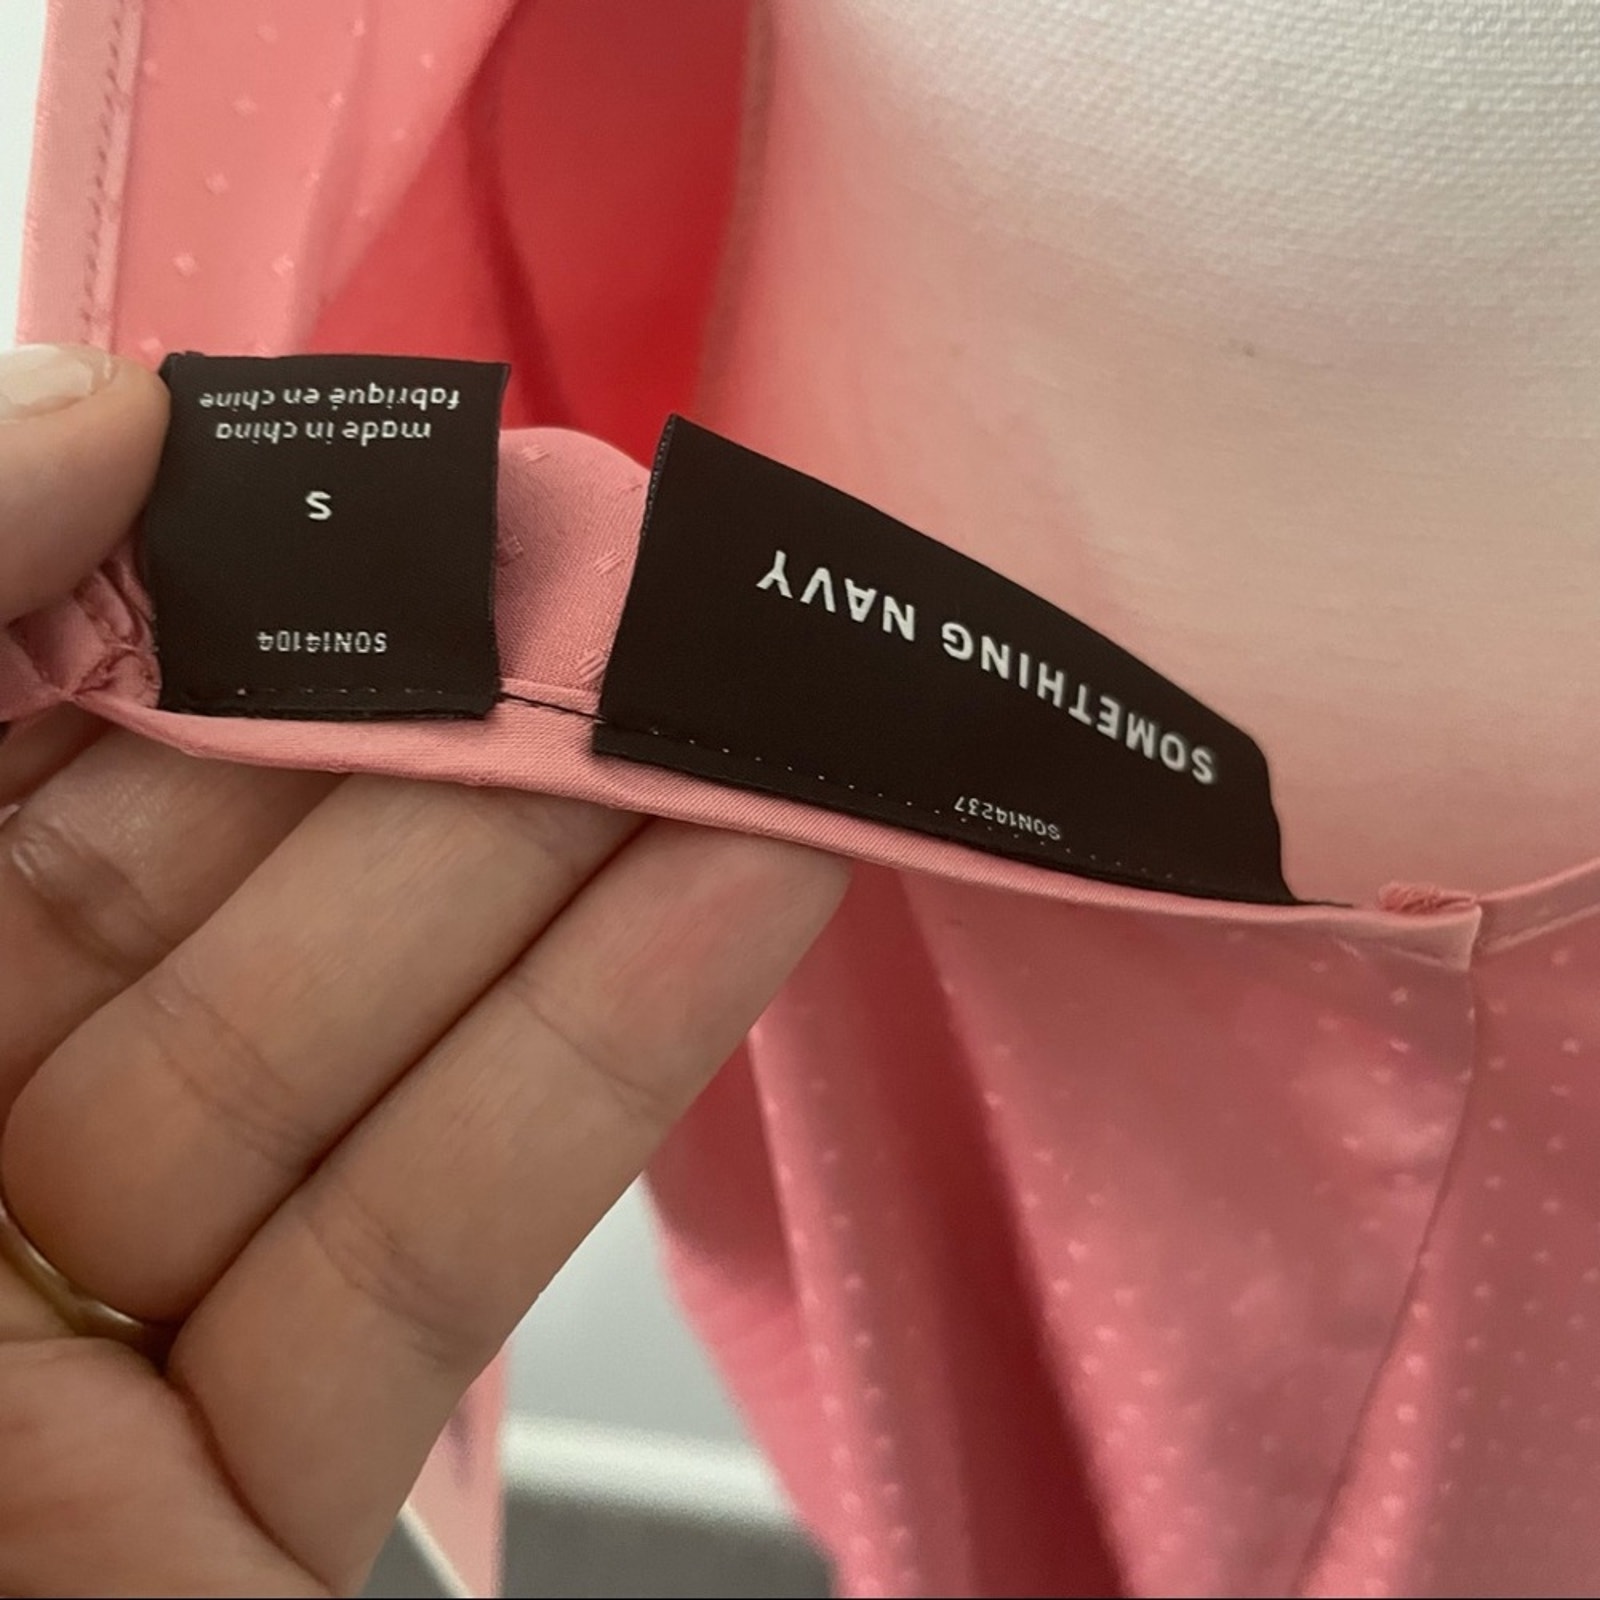 SON14237
SOMETHING NAVY
SON14104
S
made in china
fabriqué en chine